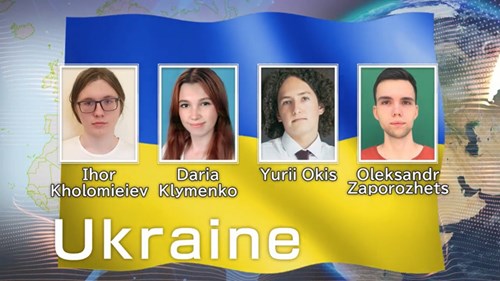 Ihor
Kholomieiev
Daria
Klymenko
Yurii Okis
Oleksandr
Zaporozhets
Ukraine